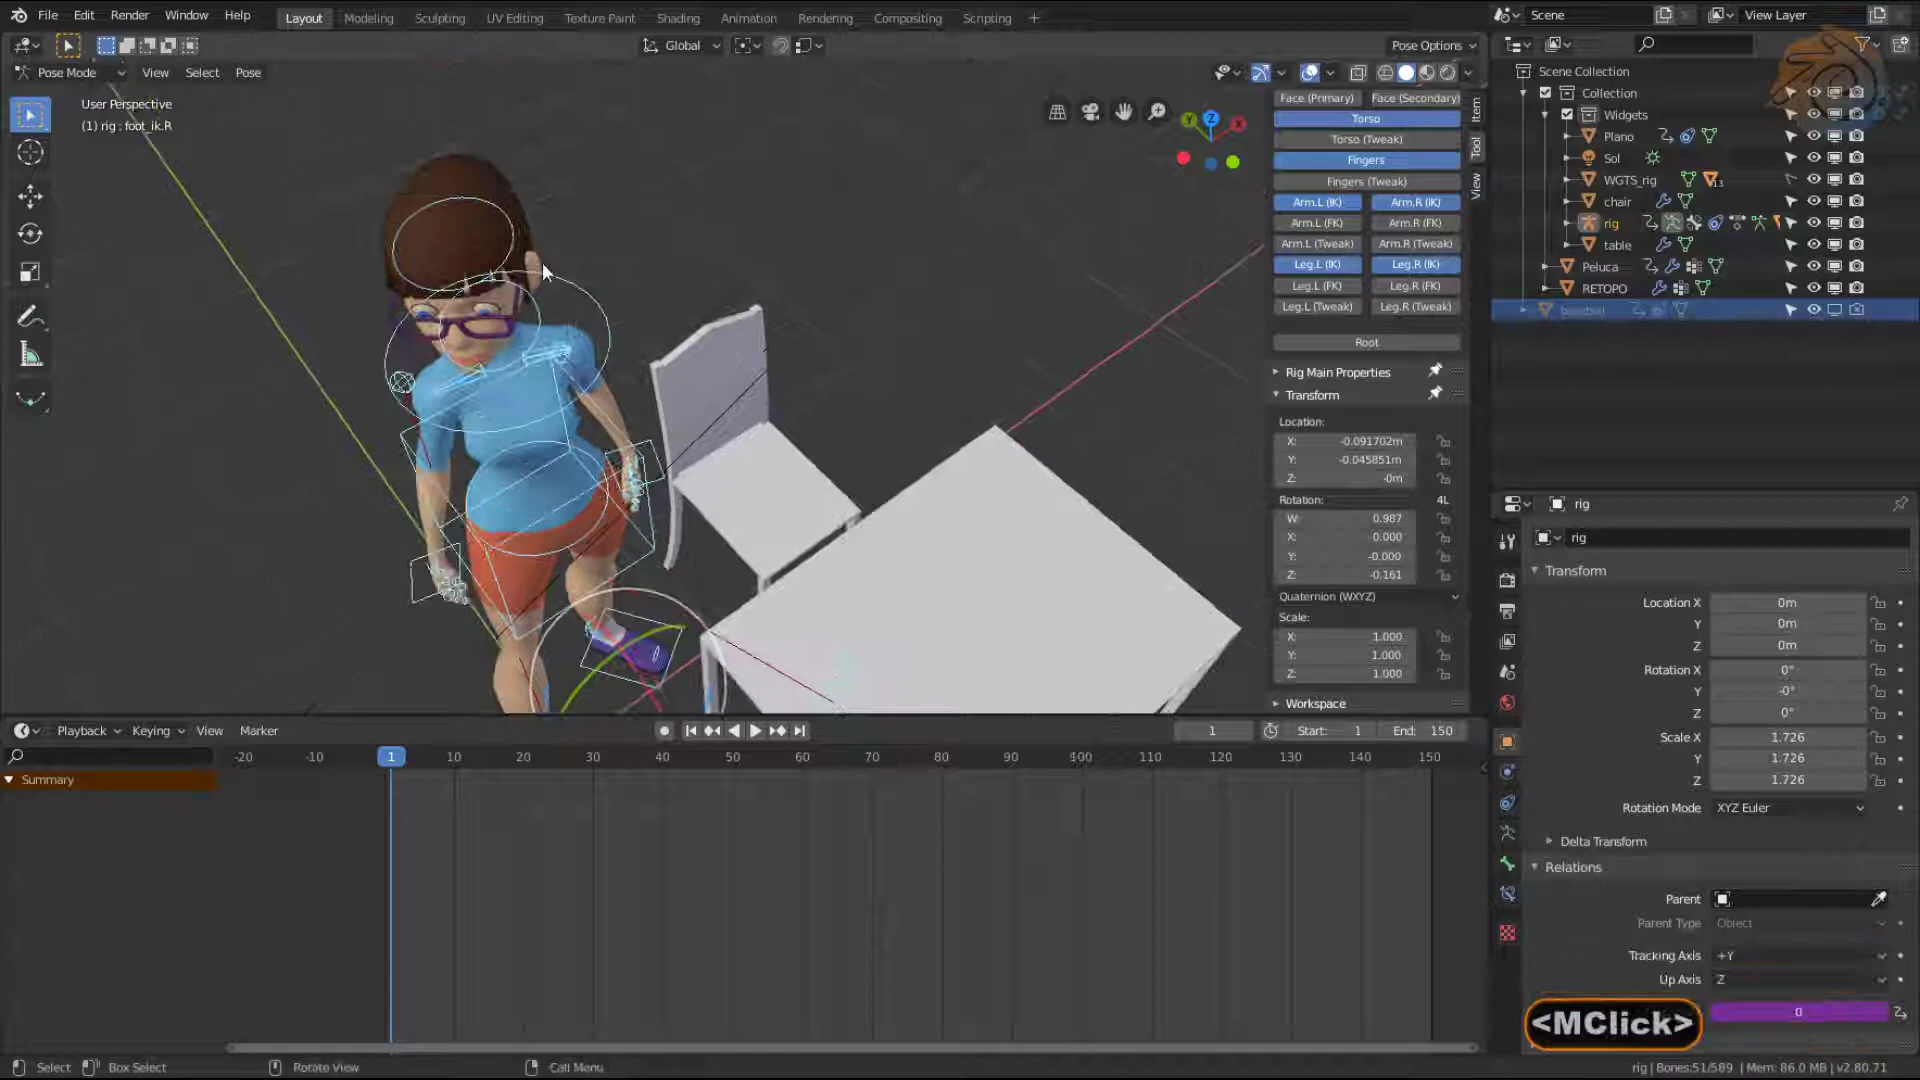 File Edit Render Window Help
Layout Modeling Sculpting UV Editing Texture Paint Shading Animation Rendering Compositing Scripting +
Scene View Layer
Global Pose Options
Pose Mode View Select Pose
User Perspective
(1) rig : foot_ik.R
Y Z X
Face (Primary) Face (Secondary)
Torso
Torso (Tweak)
Fingers
Fingers (Tweak)
Arm.L (IK) Arm.R (IK)
Arm.L (FK) Arm.R (FK)
Arm.L (Tweak) Arm.R (Tweak)
Leg.L (IK) Leg.R (IK)
Leg.L (FK) Leg.R (FK)
Leg.L (Tweak) Leg.R (Tweak)
Root
Rig Main Properties
Transform
Location:
X: -0.091702m
Y: -0.045851m
Z: -0m
Rotation: 4L
W: 0.987
X: 0.000
Y: -0.000
Z: -0.161
Quaternion (WXYZ)
Scale:
X: 1.000
Y: 1.000
Z: 1.000
Workspace
Item
Tool
View
Scene Collection
Collection
Widgets
Plano
Sol
WGTS_rig 13
chair
rig
table
Peluca
RETOPO
rig
rig
Transform
Location X 0m
Y 0m
Z 0m
Rotation X 0°
Y -0°
Z 0°
Scale X 1.726
Y 1.726
Z 1.726
Rotation Mode XYZ Euler
Delta Transform
Relations
Parent
Parent Type Object
Tracking Axis +Y
Up Axis Z
0
<MClick>
Playback Keying View Marker
1 Start: 1 End: 150
-20 -10 1 10 20 30 40 50 60 70 80 90 100 110 120 130 140 150
Summary
Select Box Select Rotate View Call Menu
rig | Bones:51/589 | Mem: 86.0 MB | v2.80.71